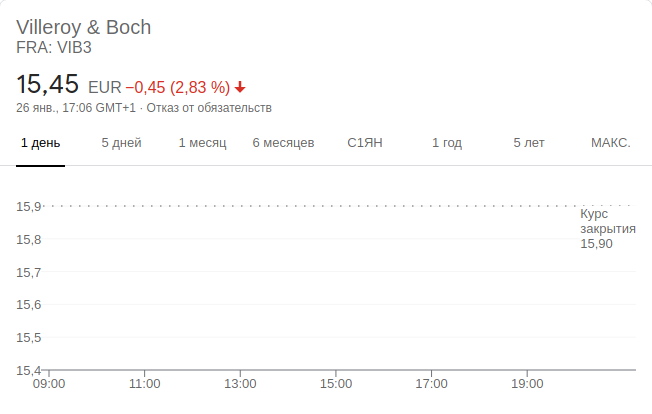 Villeroy & Boch
FRA: VIB3
15,45 EUR −0,45 (2,83 %)
26 янв., 17:06 GMT+1 · Отказ от обязательств
1 день 5 дней 1 месяц 6 месяцев С1ЯН 1 год 5 лет МАКС.
15,9
Курс
закрытия
15,90
15,8
15,7
15,6
15,5
15,4
09:00 11:00 13:00 15:00 17:00 19:00